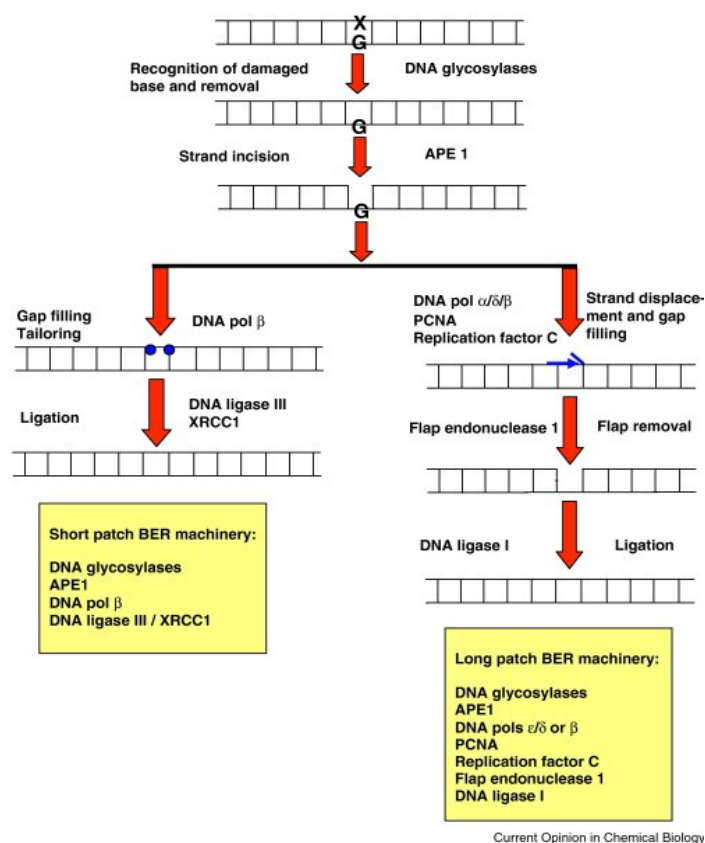 X
G
Recognition of damaged
base and removal
DNA glycosylases
G
Strand incision
APE 1
G
Gap filling
Tailoring
DNA pol β
DNA ligase III
XRCC1
Ligation
Short patch BER machinery:
DNA glycosylases
APE1
DNA pol β
DNA ligase III / XRCC1
DNA pol α/δ/β
PCNA
Replication factor C
Strand displace-
ment and gap
filling
Flap endonuclease 1
Flap removal
DNA ligase I
Ligation
Long patch BER machinery:
DNA glycosylases
APE1
DNA pols ε/δ or β
PCNA
Replication factor C
Flap endonuclease 1
DNA ligase I
Current Opinion in Chemical Biology